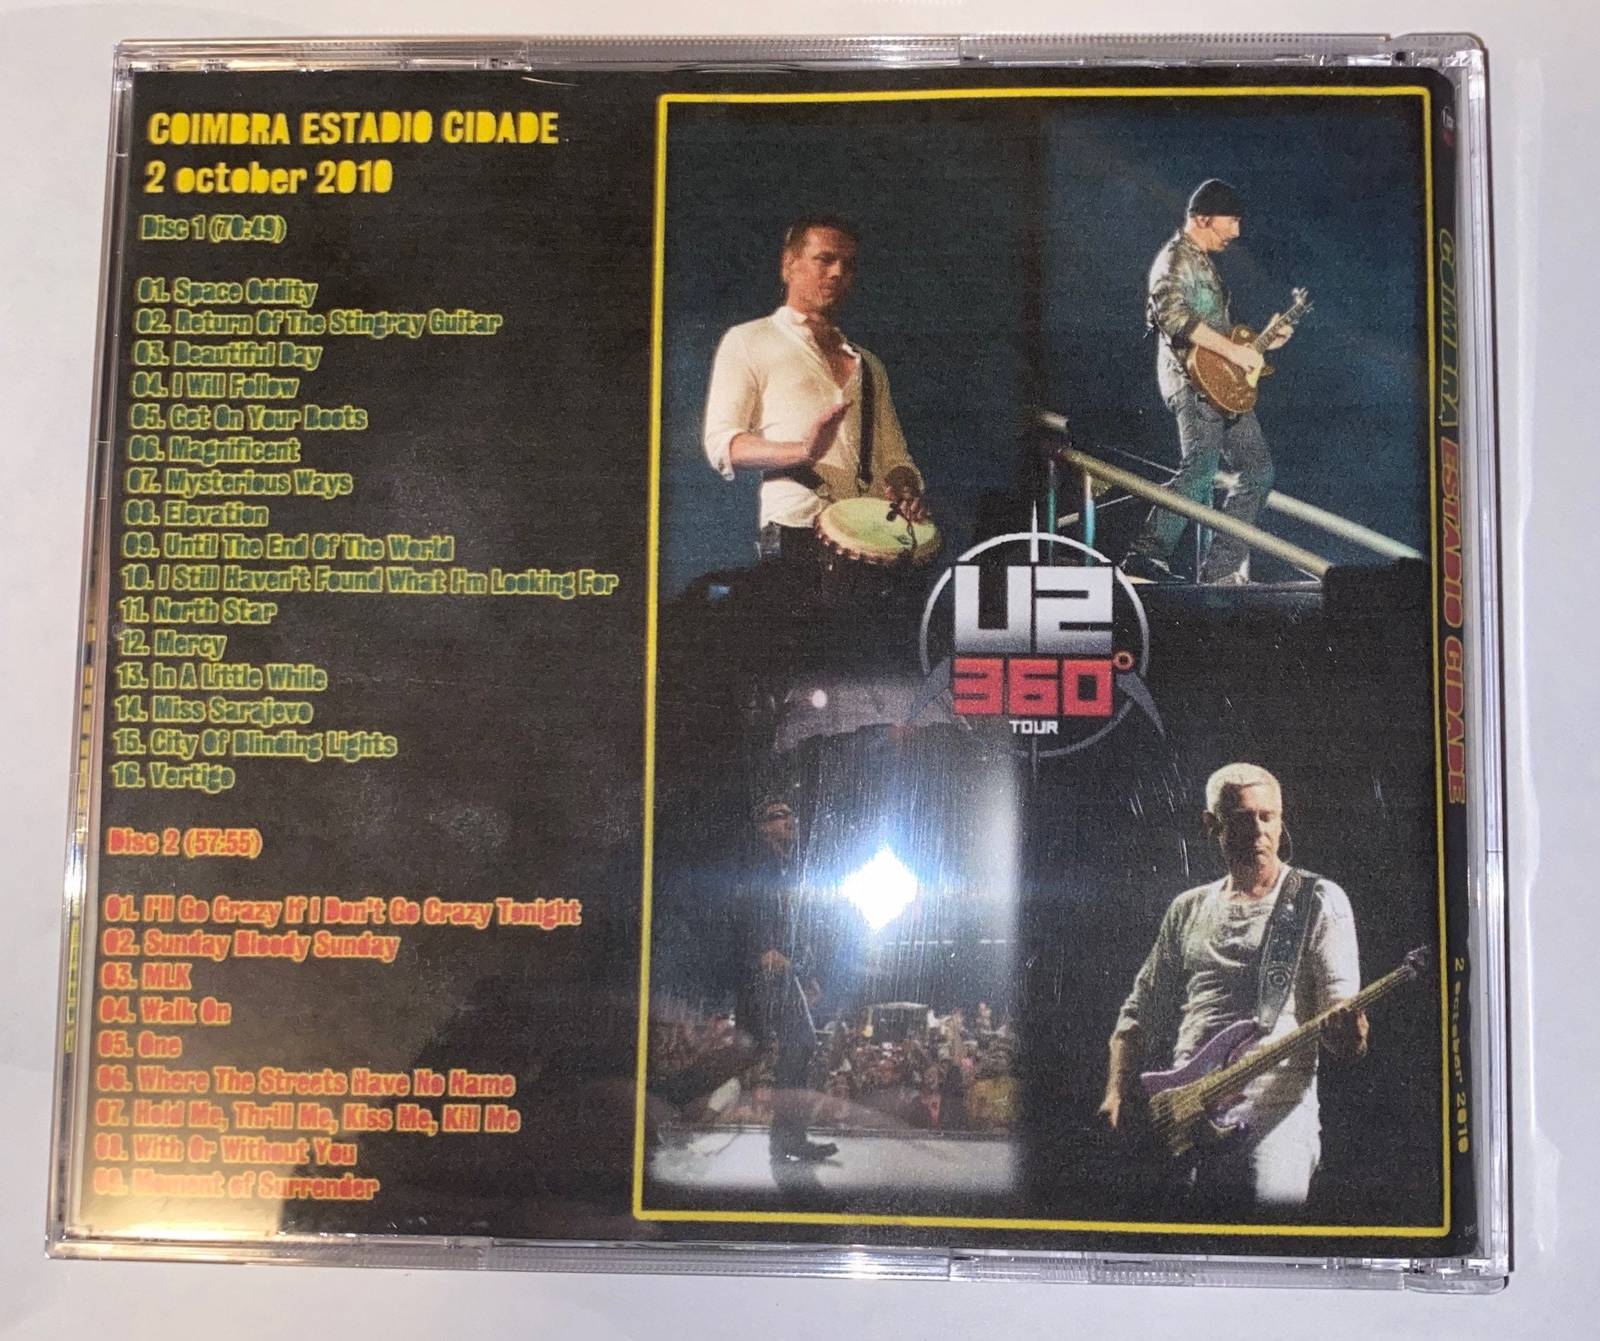 COIMBRA ESTADIO CIDADE
2 october 2010
Disc 1 (70:49)
01. Space Oddity
02. Return Of The Stingray Guitar
03. Beautiful Day
04. I Will Follow
05. Get On Your Boots
06. Magnificent
07. Mysterious Ways
08. Elevation
09. Until The End Of The World
10. I Still Haven't Found What I'm Looking For
11. North Star
12. Mercy
13. In A Little While
14. Miss Sarajevo
15. City Of Blinding Lights
16. Vertigo
Disc 2 (57:55)
01. I'll Go Crazy If I Don't Go Crazy Tonight
02. Sunday Bloody Sunday
03. MLK
04. Walk On
05. One
06. Where The Streets Have No Name
07. Hold Me, Thrill Me, Kiss Me, Kill Me
08. With Or Without You
09. Moment of Surrender
U2
360°
TOUR
COIMBRA ESTADIO CIDADE
2 october 2010